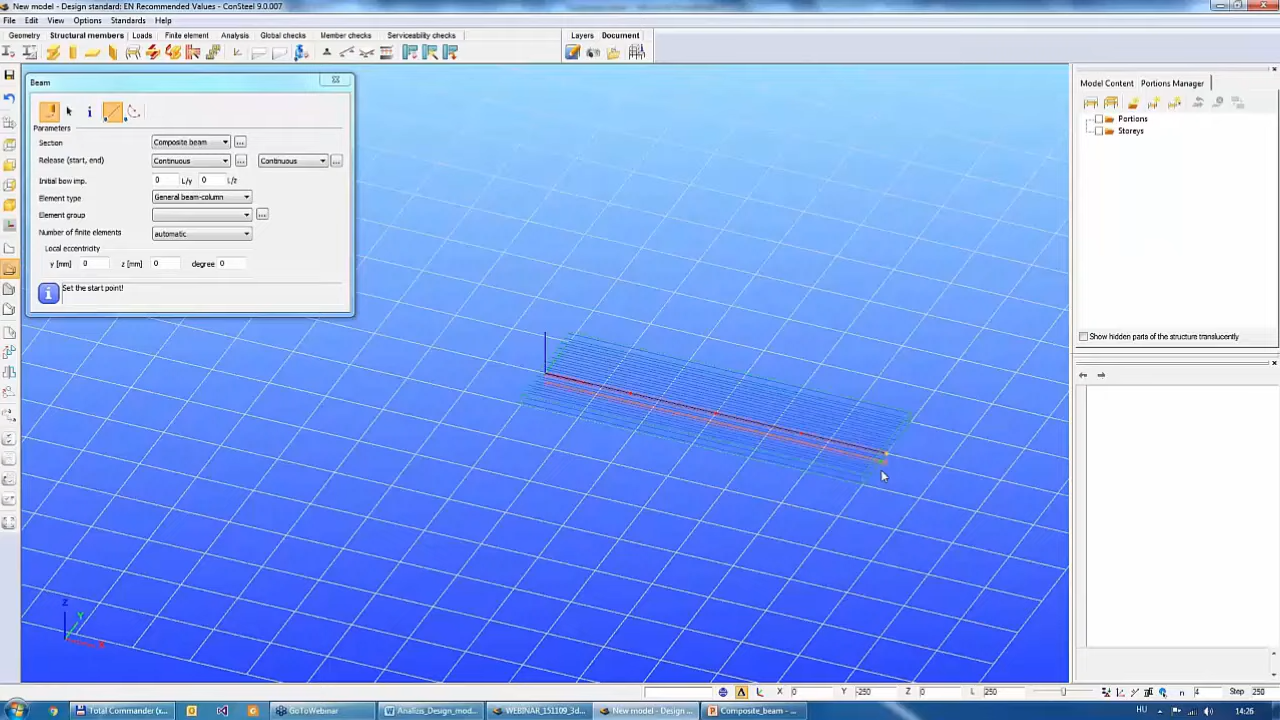 New model - Design standard: EN Recommended Values - ConSteel 9.0.007
File Edit View Options Standards Help
Geometry Structural members Loads Finite element Analysis Global checks Member checks Serviceability checks Layers Document
Beam
Parameters
Section Composite beam ...
Release (start, end) Continuous ... Continuous ...
Initial bow imp. 0 L/y 0 L/z
Element type General beam-column
Element group ...
Number of finite elements automatic
Local eccentricity
y [mm] 0 z [mm] 0 degree 0
Set the start point!
Model Content Portions Manager
Portions
Storeys
Show hidden parts of the structure translucently
Z
Y
X
X 0 Y -250 Z 0 L 250 n 4 Step 250
Total Commander (x... GoToWebinar Analízis_Design_mod... WEBINAR_151109_3d... New model - Design ... Composite_beam - ... HU 14:26